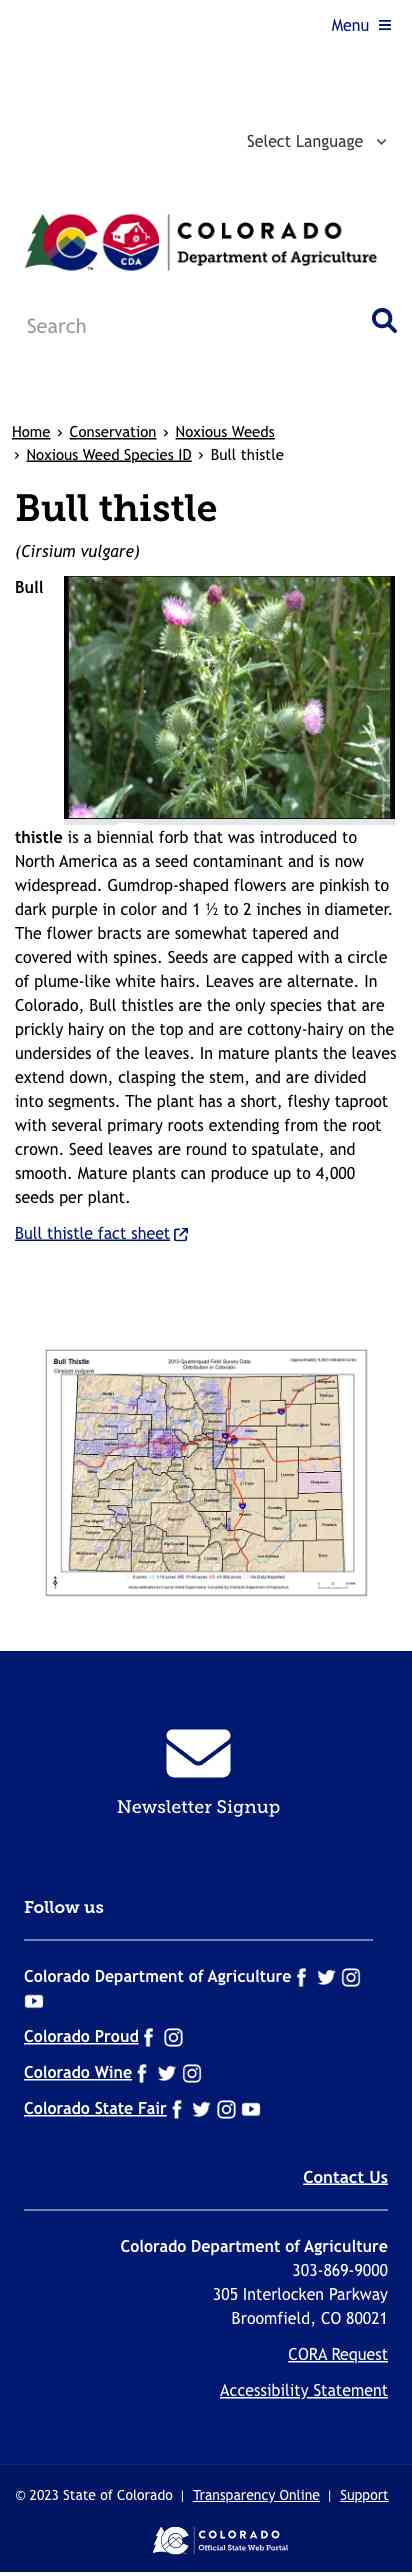 Menu
Select Language
COLORADO
CDA
Department of Agriculture
Search
Home › Conservation › Noxious Weeds
› Noxious Weed Species ID › Bull thistle
Bull thistle
(Cirsium vulgare)
Bull
thistle is a biennial forb that was introduced to
North America as a seed contaminant and is now
widespread. Gumdrop-shaped flowers are pinkish to
dark purple in color and 1 ½ to 2 inches in diameter.
The flower bracts are somewhat tapered and
covered with spines. Seeds are capped with a circle
of plume-like white hairs. Leaves are alternate. In
Colorado, Bull thistles are the only species that are
prickly hairy on the top and are cottony-hairy on the
undersides of the leaves. In mature plants the leaves
extend down, clasping the stem, and are divided
into segments. The plant has a short, fleshy taproot
with several primary roots extending from the root
crown. Seed leaves are round to spatulate, and
smooth. Mature plants can produce up to 4,000
seeds per plant.
Bull thistle fact sheet
Bull Thistle
Cirsium vulgare
2013 Quarterquad Field Survey Data
Distribution in Colorado
Newsletter Signup
Follow us
Colorado Department of Agriculture
Colorado Proud
Colorado Wine
Colorado State Fair
Contact Us
Colorado Department of Agriculture
303-869-9000
305 Interlocken Parkway
Broomfield, CO 80021
CORA Request
Accessibility Statement
© 2023 State of Colorado | Transparency Online | Support
COLORADO
Official State Web Portal